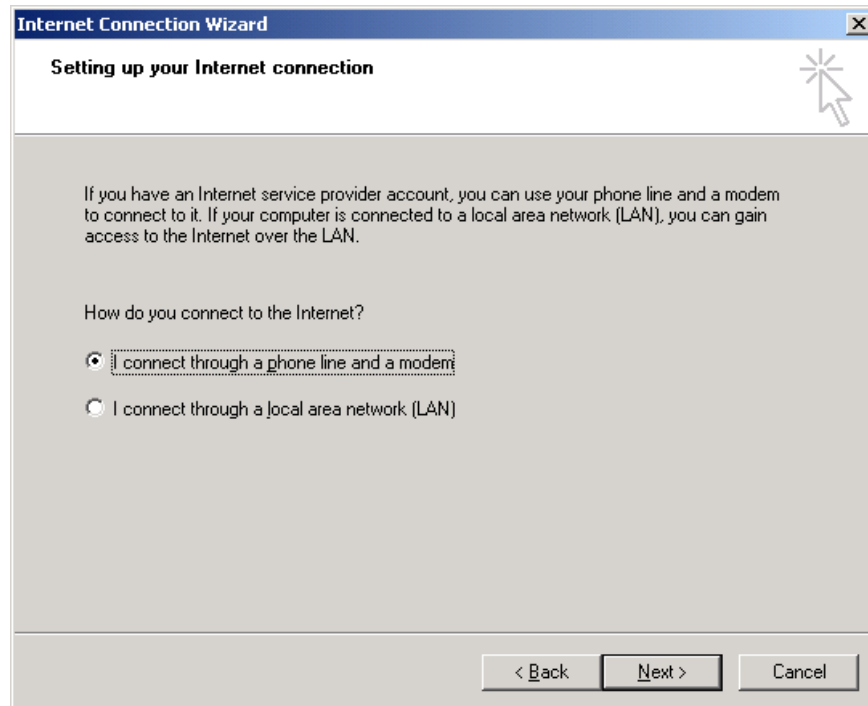 Internet Connection Wizard
Setting up your Internet connection
If you have an Internet service provider account, you can use your phone line and a modem
to connect to it. If your computer is connected to a local area network (LAN), you can gain
access to the Internet over the LAN.
How do you connect to the Internet?
I connect through a phone line and a modem
I connect through a local area network (LAN)
< Back Next > Cancel